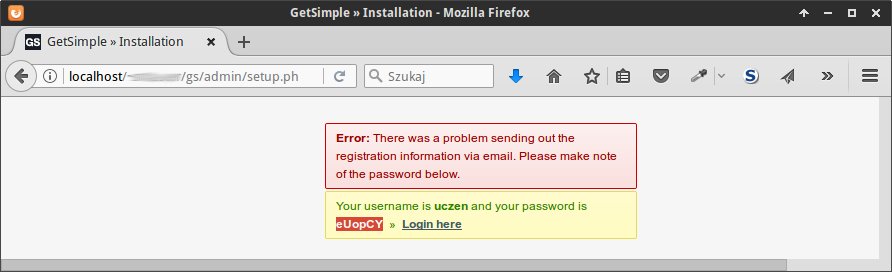 GetSimple » Installation - Mozilla Firefox
GS GetSimple » Installation
localhost/
/gs/admin/setup.ph
Szukaj
S
Error: There was a problem sending out the
registration information via email. Please make note
of the password below.
Your username is uczen and your password is
eUopCY » Login here